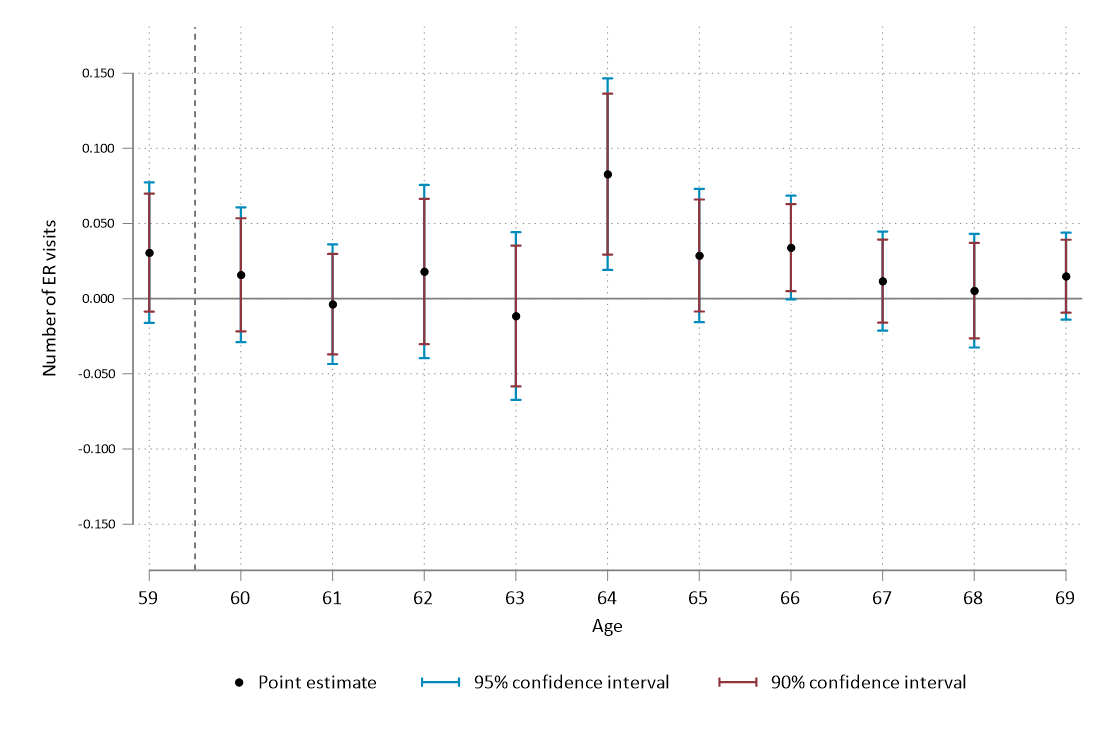 Number of ER visits
0.150
0.100
0.050
0.000
-0.050
-0.100
-0.150
59 60 61 62 63 64 65 66 67 68 69
Age
Point estimate 95% confidence interval 90% confidence interval